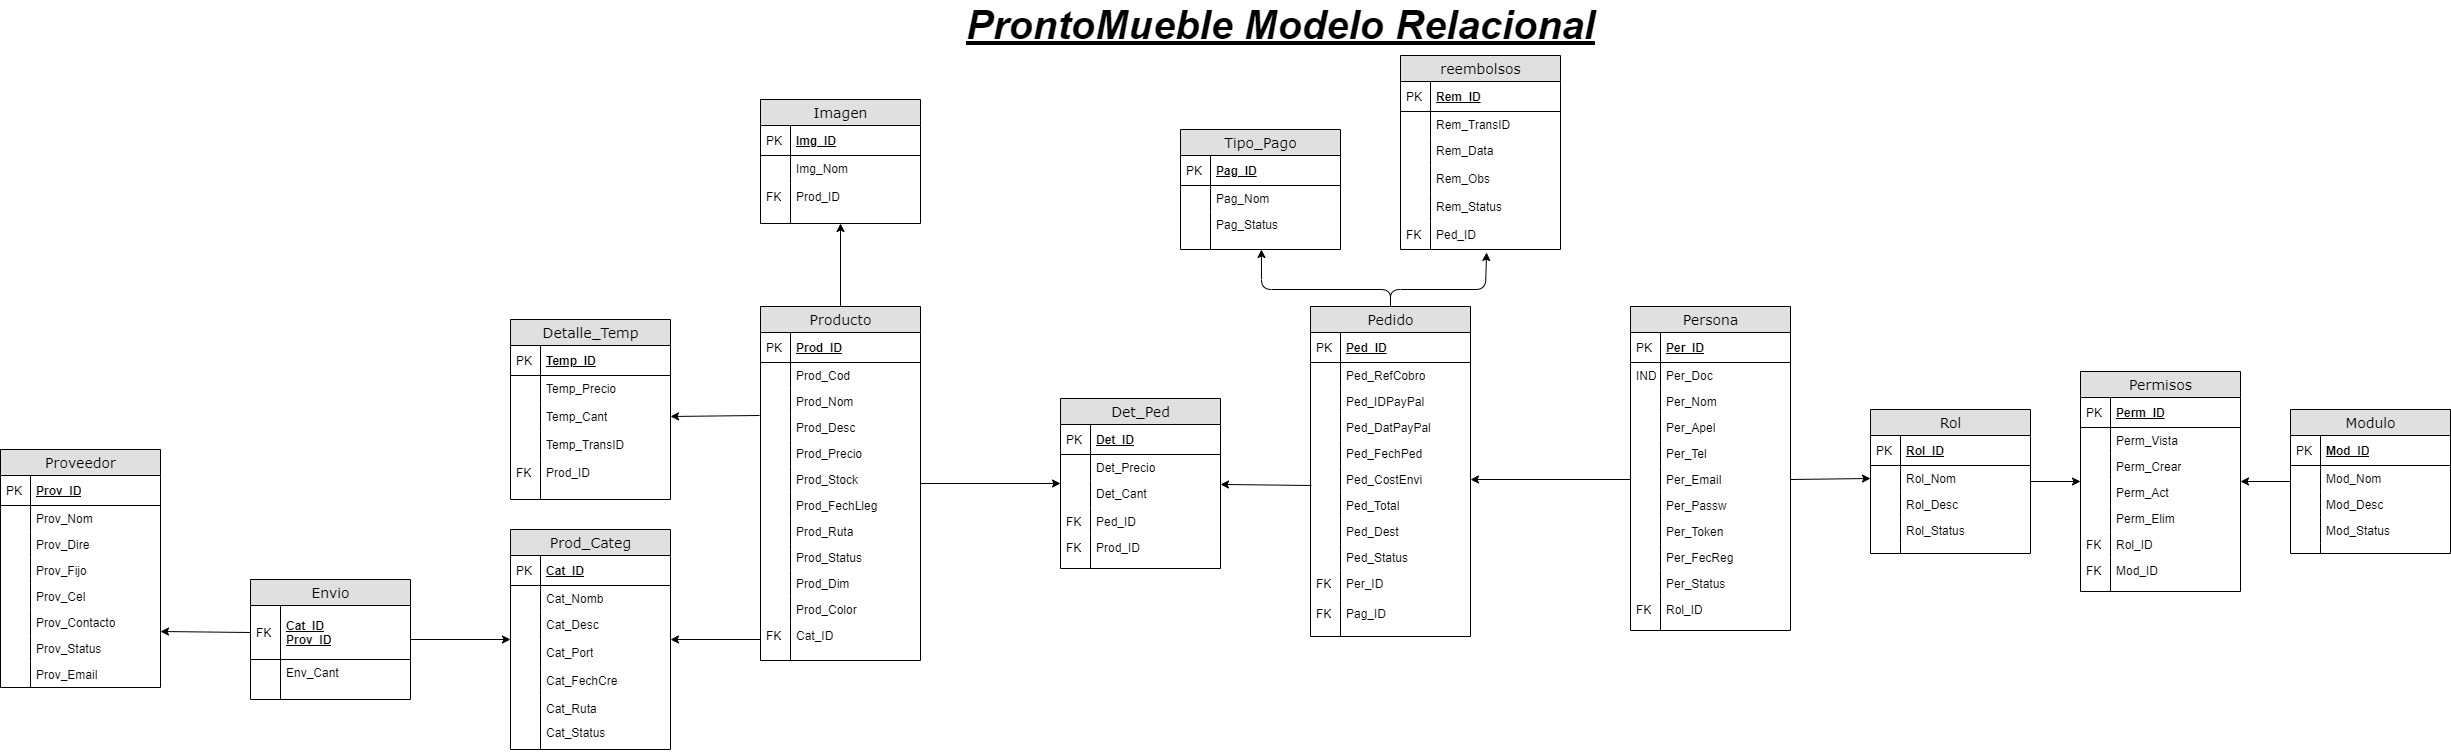 ProntoMueble Modelo Relacional
reembolsos
PK Rem_ID
Rem_TransID
Rem_Data
Rem_Obs
Rem_Status
FK Ped_ID
Imagen
PK Img_ID
Img_Nom
FK Prod_ID
Tipo_Pago
PK Pag_ID
Pag_Nom
Pag_Status
Detalle_Temp
PK Temp_ID
Temp_Precio
Temp_Cant
Temp_TransID
FK Prod_ID
Producto
PK Prod_ID
Prod_Cod
Prod_Nom
Prod_Desc
Prod_Precio
Prod_Stock
Prod_FechLleg
Prod_Ruta
Prod_Status
Prod_Dim
Prod_Color
FK Cat_ID
Pedido
PK Ped_ID
Ped_RefCobro
Ped_IDPayPal
Ped_DatPayPal
Ped_FechPed
Ped_CostEnvi
Ped_Total
Ped_Dest
Ped_Status
FK Per_ID
FK Pag_ID
Persona
PK Per_ID
IND Per_Doc
Per_Nom
Per_Apel
Per_Tel
Per_Email
Per_Passw
Per_Token
Per_FecReg
Per_Status
FK Rol_ID
Det_Ped
PK Det_ID
Det_Precio
Det_Cant
FK Ped_ID
FK Prod_ID
Rol
PK Rol_ID
Rol_Nom
Rol_Desc
Rol_Status
Permisos
PK Perm_ID
Perm_Vista
Perm_Crear
Perm_Act
Perm_Elim
FK Rol_ID
FK Mod_ID
Modulo
PK Mod_ID
Mod_Nom
Mod_Desc
Mod_Status
Proveedor
PK Prov_ID
Prov_Nom
Prov_Dire
Prov_Fijo
Prov_Cel
Prov_Contacto
Prov_Status
Prov_Email
Envio
FK Cat_ID
Prov_ID
Env_Cant
Prod_Categ
PK Cat_ID
Cat_Nomb
Cat_Desc
Cat_Port
Cat_FechCre
Cat_Ruta
Cat_Status